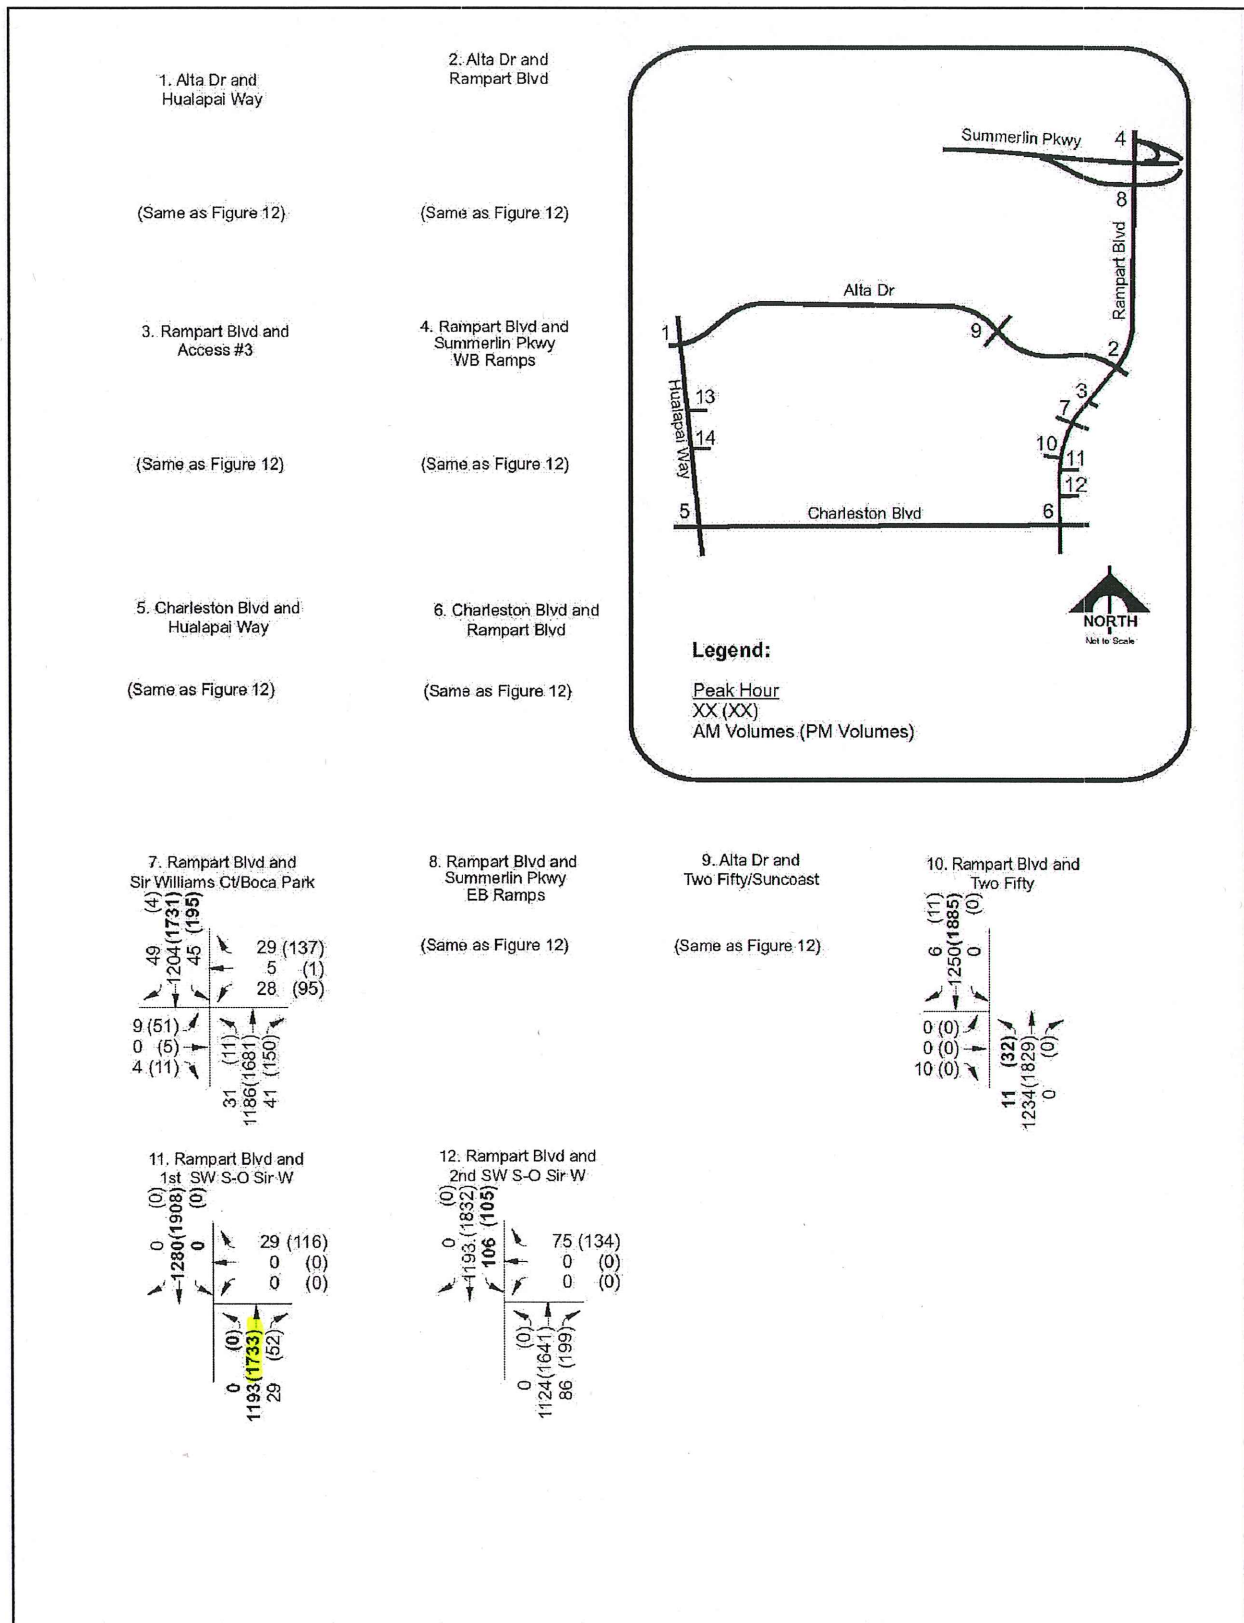 1. Alta Dr and
Hualapai Way
(Same as Figure 12)
2. Alta Dr and
Rampart Blvd
(Same as Figure 12)
3. Rampart Blvd and
Access #3
(Same as Figure 12)
4. Rampart Blvd and
Summerlin Pkwy
WB Ramps
(Same as Figure 12)
5. Charleston Blvd and
Hualapai Way
(Same as Figure 12)
6. Charleston Blvd and
Rampart Blvd
(Same as Figure 12)
Summerlin Pkwy
4
8
Rampart Blvd
Alta Dr
1
9
2
3
7
13
Hualapai Way
14
10
11
12
5
Charleston Blvd
6
NORTH
Not to Scale
Legend:
Peak Hour
XX (XX)
AM Volumes (PM Volumes)
7. Rampart Blvd and
Sir Williams Ct/Boca Park
49 (4)
1204(1731)
45 (195)
29 (137)
5 (1)
28 (95)
9 (51)
0 (5)
4 (11)
31 (11)
1186(1681)
41 (150)
8. Rampart Blvd and
Summerlin Pkwy
EB Ramps
(Same as Figure 12)
9. Alta Dr and
Two Fifty/Suncoast
(Same as Figure 12)
10. Rampart Blvd and
Two Fifty
6 (11)
1250(1885)
0 (0)
0 (0)
0 (0)
10 (0)
11 (32)
1234(1829)
0 (0)
11. Rampart Blvd and
1st SW S-O Sir W
0 (0)
1280(1908)
0 (0)
29 (116)
0 (0)
0 (0)
0 (0)
1193(1733)
29 (52)
12. Rampart Blvd and
2nd SW S-O Sir W
0 (0)
1193 (1832)
106 (105)
75 (134)
0 (0)
0 (0)
0 (0)
1124(1641)
86 (199)